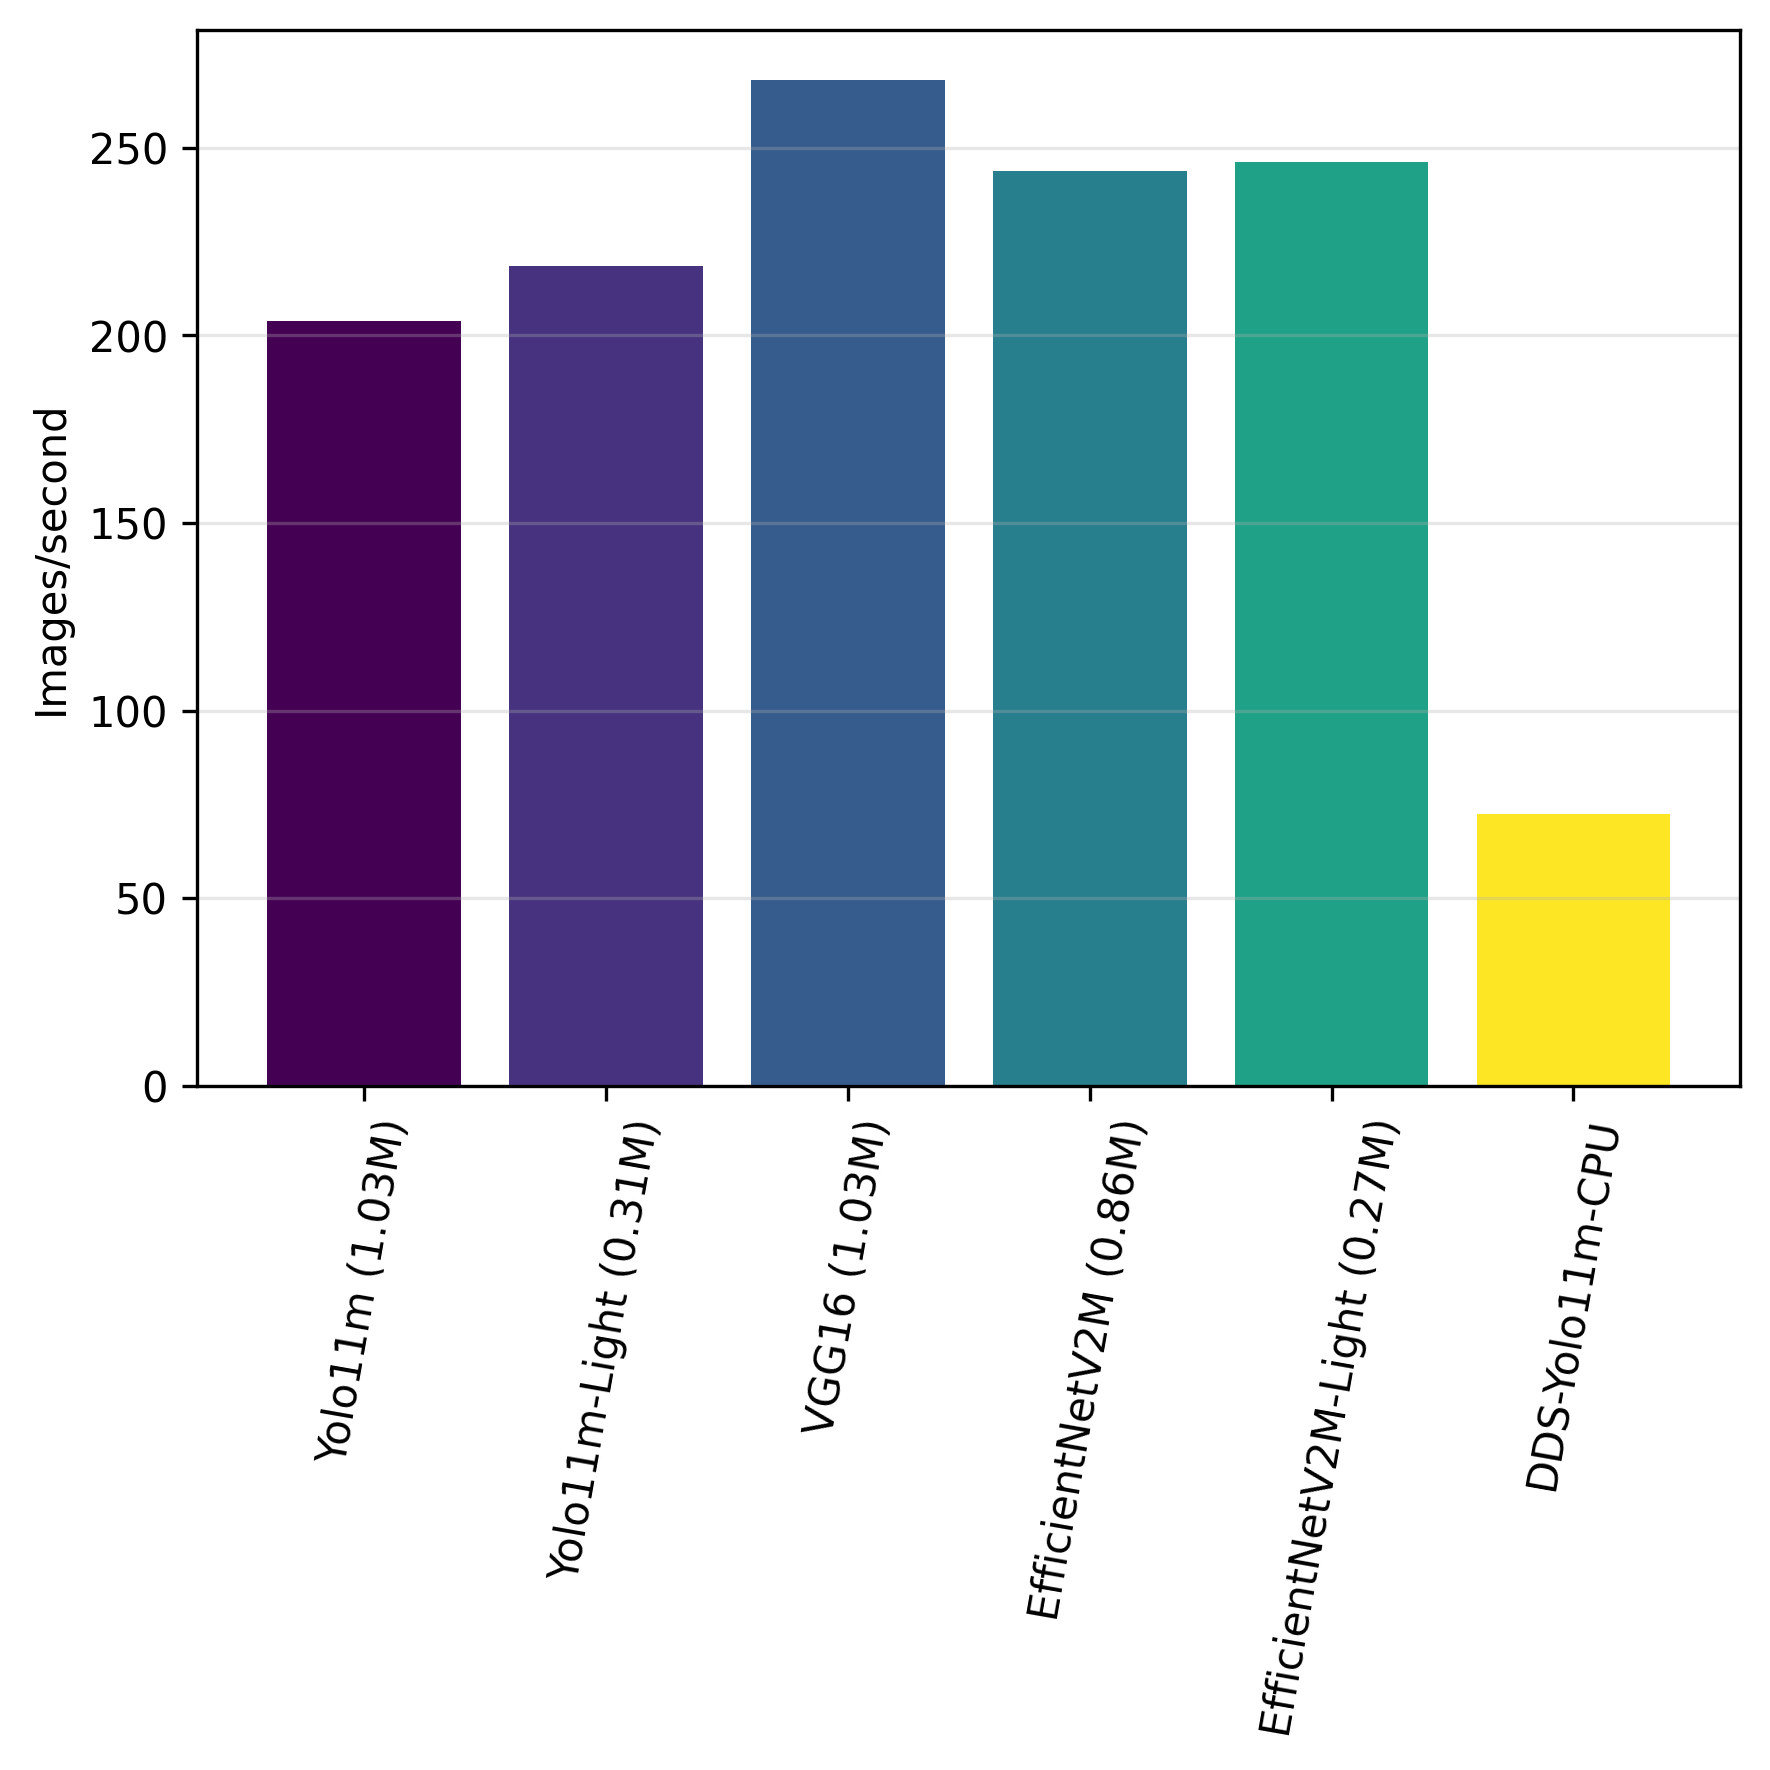 Images/second
250
200
150
100
50
0
Yolo11m (1.03M)
Yolo11m-Light (0.31M)
VGG16 (1.03M)
EfficientNetV2M (0.86M)
EfficientNetV2M-Light (0.27M)
DDS-Yolo11m-CPU